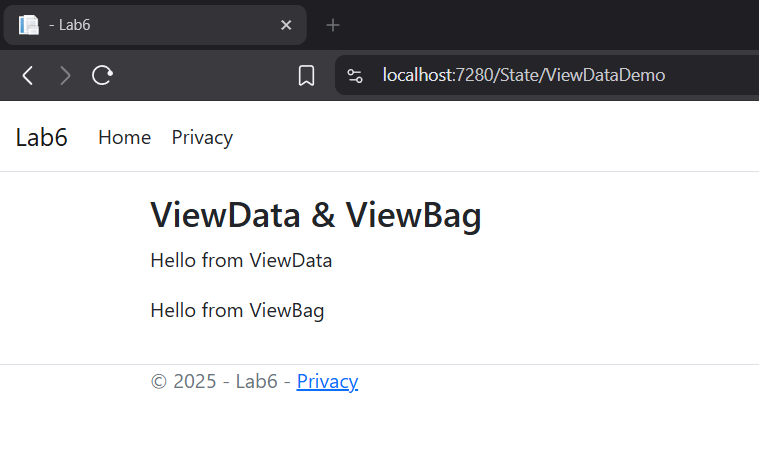 - Lab6
localhost:7280/State/ViewDataDemo
Lab6 Home Privacy
ViewData & ViewBag
Hello from ViewData
Hello from ViewBag
© 2025 - Lab6 - Privacy